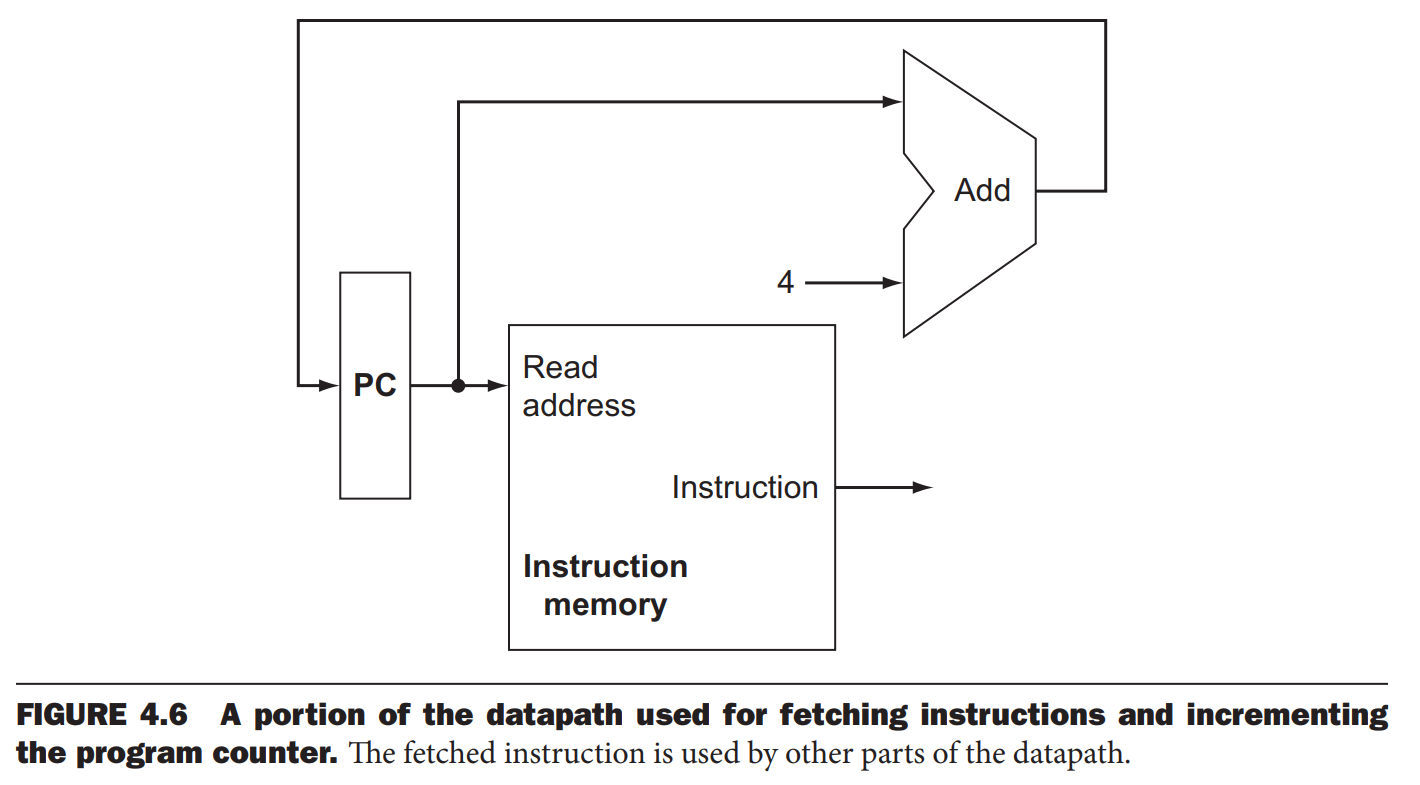 Add
4
PC
Read
address
Instruction
Instruction
memory
FIGURE 4.6 A portion of the datapath used for fetching instructions and incrementing
the program counter. The fetched instruction is used by other parts of the datapath.